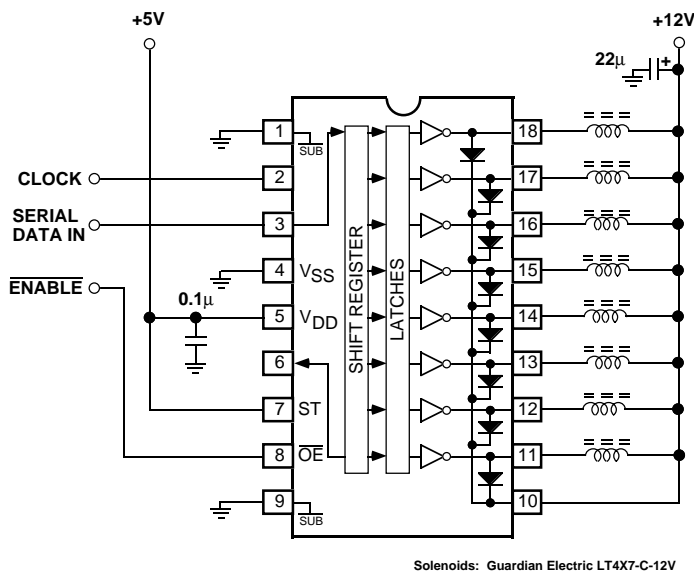 +5V
+12V
22μ
+
1
SUB
18
CLOCK
2
17
SERIAL
DATA IN
3
16
ENABLE
4
VSS
15
0.1μ
5
VDD
14
6
13
7
ST
12
8
OE
11
9
SUB
10
SHIFT REGISTER
LATCHES
Solenoids: Guardian Electric LT4X7-C-12V